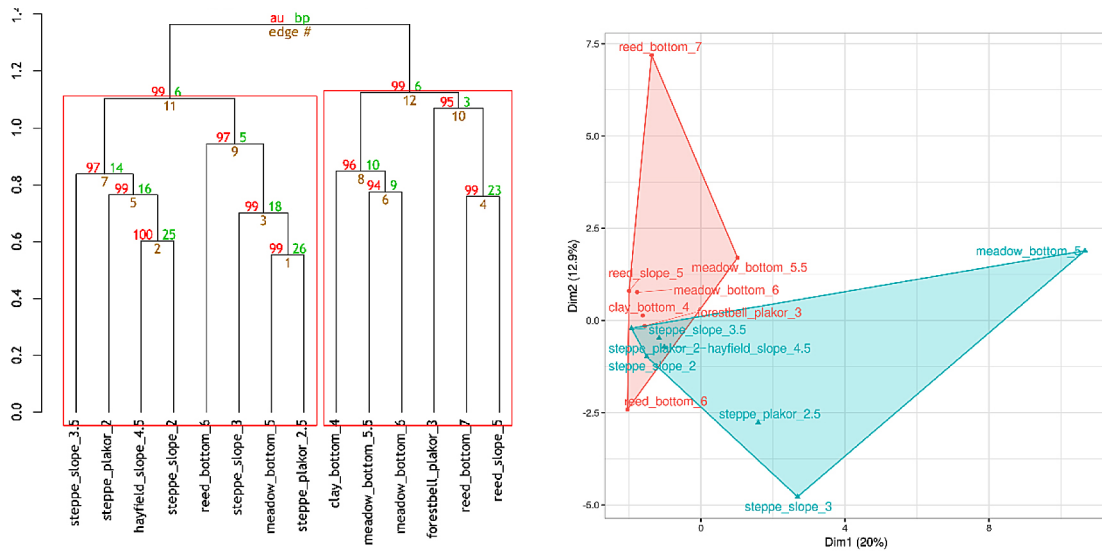 au bp
edge #
1.4
1.2
1.0
0.8
0.6
0.4
0.2
0.0
99 6
11
99 6
12
95 3
10
97 5
9
97 14
7
96 10
8
99 16
5
94 9
6
99 23
4
99 18
3
100 25
2
99 26
1
steppe_slope_3.5
steppe_plakor_2
hayfield_slope_4.5
steppe_slope_2
reed_bottom_6
steppe_slope_3
meadow_bottom_5
steppe_plakor_2.5
clay_bottom_4
meadow_bottom_5.5
meadow_bottom_6
forestbell_plakor_3
reed_bottom_7
reed_slope_5
Dim2 (12.9%)
7.5
5.0
2.5
0.0
-2.5
-5.0
reed_bottom_7
meadow_bottom_5
meadow_bottom_5.5
reed_slope_5
meadow_bottom_6
clay_bottom_4
forestbell_plakor_3
steppe_slope_3.5
steppe_plakor_2
hayfield_slope_4.5
steppe_slope_2
reed_bottom_6
steppe_plakor_2.5
steppe_slope_3
0 4 8
Dim1 (20%)